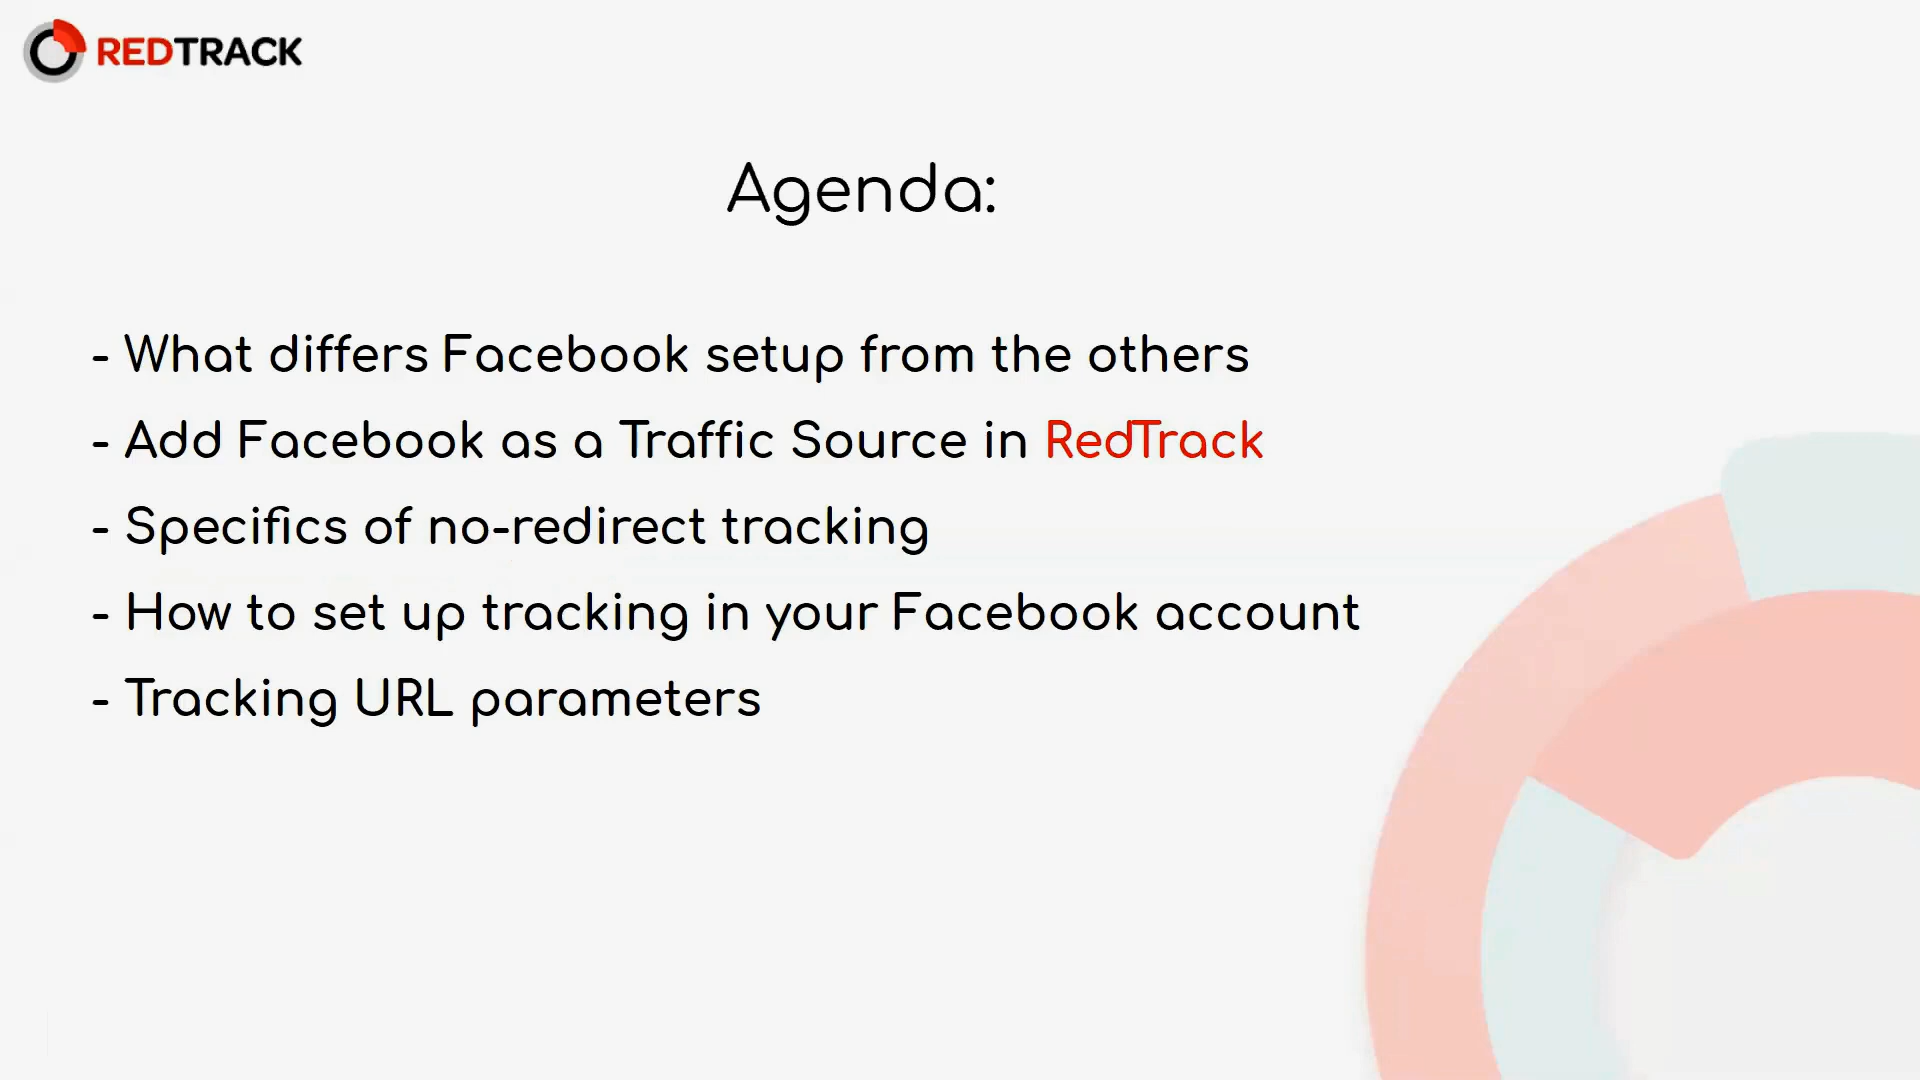 REDTRACK
Agenda:
- What differs Facebook setup from the others
- Add Facebook as a Traffic Source in RedTrack
- Specifics of no-redirect tracking
- How to set up tracking in your Facebook account
- Tracking URL parameters